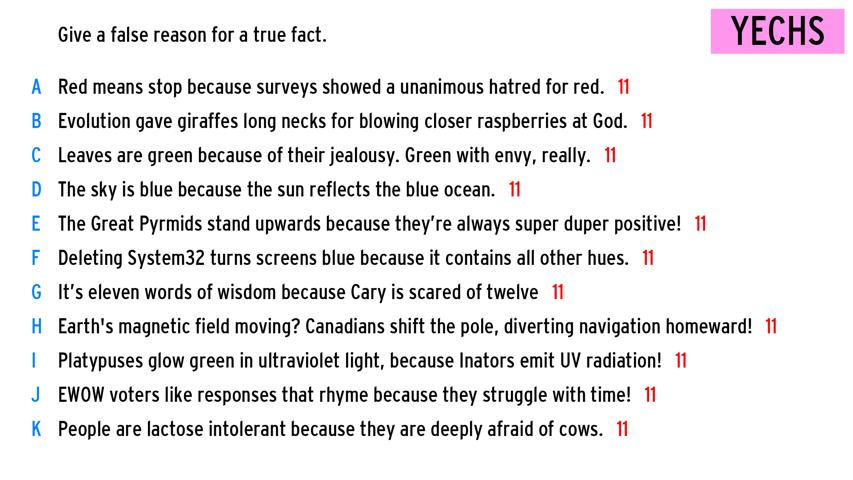 Give a false reason for a true fact.
YECHS
A Red means stop because surveys showed a unanimous hatred for red. 11
B Evolution gave giraffes long necks for blowing closer raspberries at God. 11
C Leaves are green because of their jealousy. Green with envy, really. 11
D The sky is blue because the sun reflects the blue ocean. 11
E The Great Pyrmids stand upwards because they’re always super duper positive! 11
F Deleting System32 turns screens blue because it contains all other hues. 11
G It’s eleven words of wisdom because Cary is scared of twelve 11
H Earth's magnetic field moving? Canadians shift the pole, diverting navigation homeward! 11
I Platypuses glow green in ultraviolet light, because Inators emit UV radiation! 11
J EWOW voters like responses that rhyme because they struggle with time! 11
K People are lactose intolerant because they are deeply afraid of cows. 11